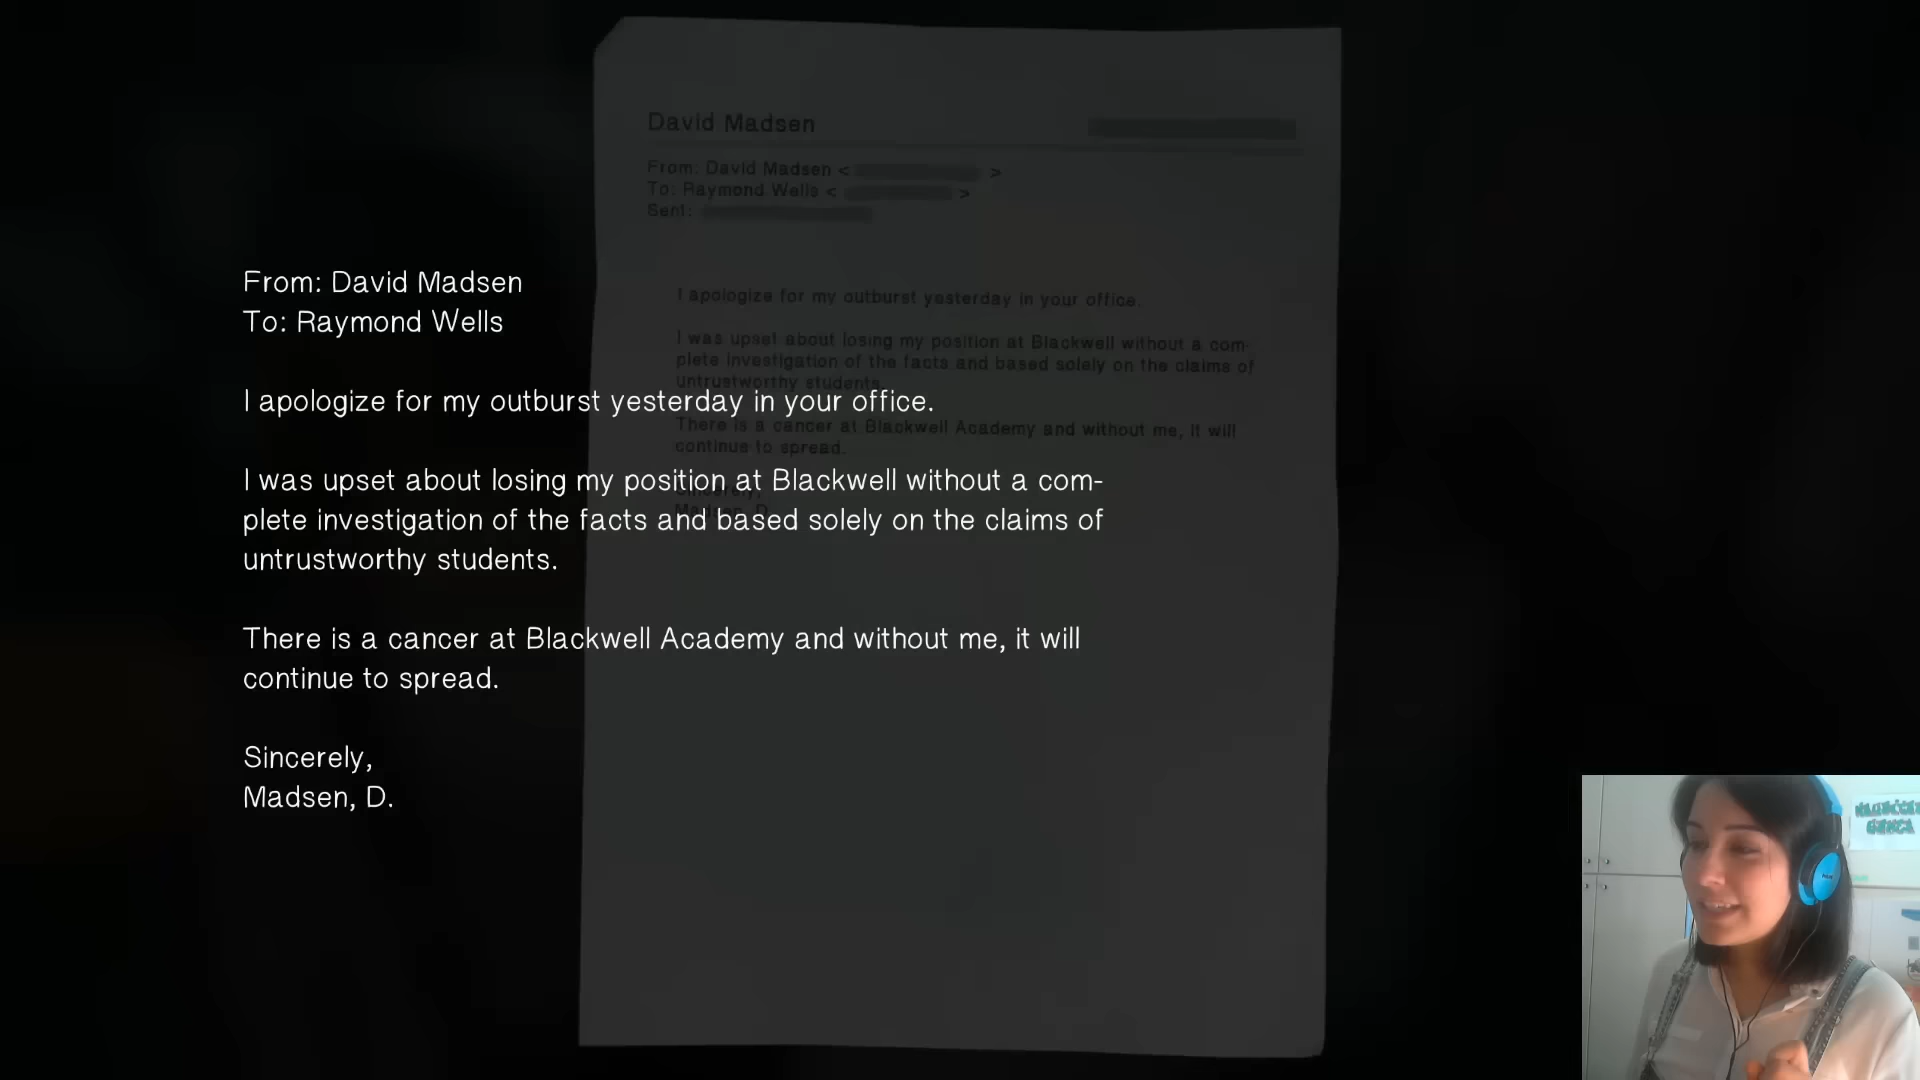 David Madsen
From: David Madsen < >
To: Raymond Wells < >
Sent:
I apologize for my outburst yesterday in your office.
I was upset about losing my position at Blackwell without a com-
plete investigation of the facts and based solely on the claims of
untrustworthy students.
There is a cancer at Blackwell Academy and without me, it will
continue to spread.
Sincerely,
Madsen, D.
From: David Madsen
To: Raymond Wells
I apologize for my outburst yesterday in your office.
I was upset about losing my position at Blackwell without a com-
plete investigation of the facts and based solely on the claims of
untrustworthy students.
There is a cancer at Blackwell Academy and without me, it will
continue to spread.
Sincerely,
Madsen, D.